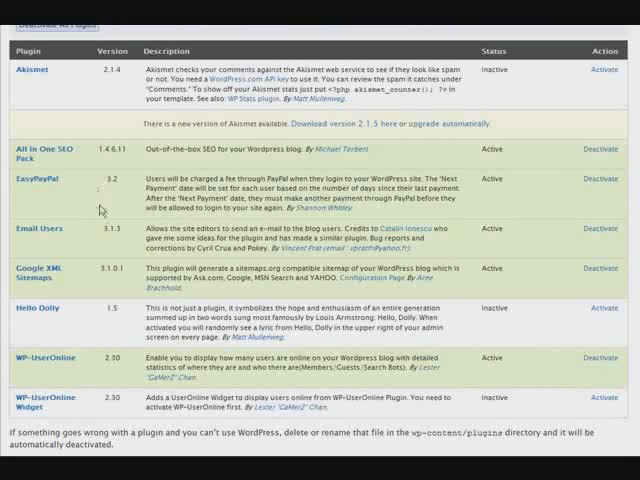 Deactivate All Plugins
Plugin Version Description Status Action
Akismet 2.1.4 Akismet checks your comments against the Akismet web service to see if they look like spam Inactive Activate
or not. You need a WordPress.com API key to use it. You can review the spam it catches under
"Comments." To show off your Akismet stats just put <?php akismet_counter(); ?> in
your template. See also: WP Stats plugin. By Matt Mullenweg.
There is a new version of Akismet available. Download version 2.1.5 here or upgrade automatically.
All in One SEO 1.4.6.11 Out-of-the-box SEO for your Wordpress blog. By Michael Torbert Active Deactivate
Pack
EasyPayPal 3.2 Users will be charged a fee through PayPal when they login to your WordPress site. The 'Next Active Deactivate
Payment' date will be set for each user based on the number of days since their last payment.
After the 'Next Payment' date, they must make another payment through PayPal before they
will be allowed to login to your site again. By Shannon Whitley
Email Users 3.1.3 Allows the site editors to send an e-mail to the blog users. Credits to Catalin Ionescu who Active Deactivate
gave me some ideas for the plugin and has made a similar plugin. Bug reports and
corrections by Cyril Crua and Pokey. By Vincent Prat (email : vpratfr@yahoo.fr).
Google XML 3.1.0.1 This plugin will generate a sitemaps.org compatible sitemap of your WordPress blog which is Active Deactivate
Sitemaps supported by Ask.com, Google, MSN Search and YAHOO. Configuration Page By Arne
Brachhold.
Hello Dolly 1.5 This is not just a plugin, it symbolizes the hope and enthusiasm of an entire generation Inactive Activate
summed up in two words sung most famously by Louis Armstrong: Hello, Dolly. When
activated you will randomly see a lyric from Hello, Dolly in the upper right of your admin
screen on every page. By Matt Mullenweg.
WP-UserOnline 2.30 Enable you to display how many users are online on your Wordpress blog with detailed Active Deactivate
statistics of where they are and who there are(Members/Guests/Search Bots). By Lester
'GaMerZ' Chan.
WP-UserOnline 2.30 Adds a UserOnline Widget to display users online from WP-UserOnline Plugin. You need to Inactive Activate
Widget activate WP-UserOnline first. By Lester 'GaMerZ' Chan.
If something goes wrong with a plugin and you can't use WordPress, delete or rename that file in the wp-content/plugins directory and it will be
automatically deactivated.